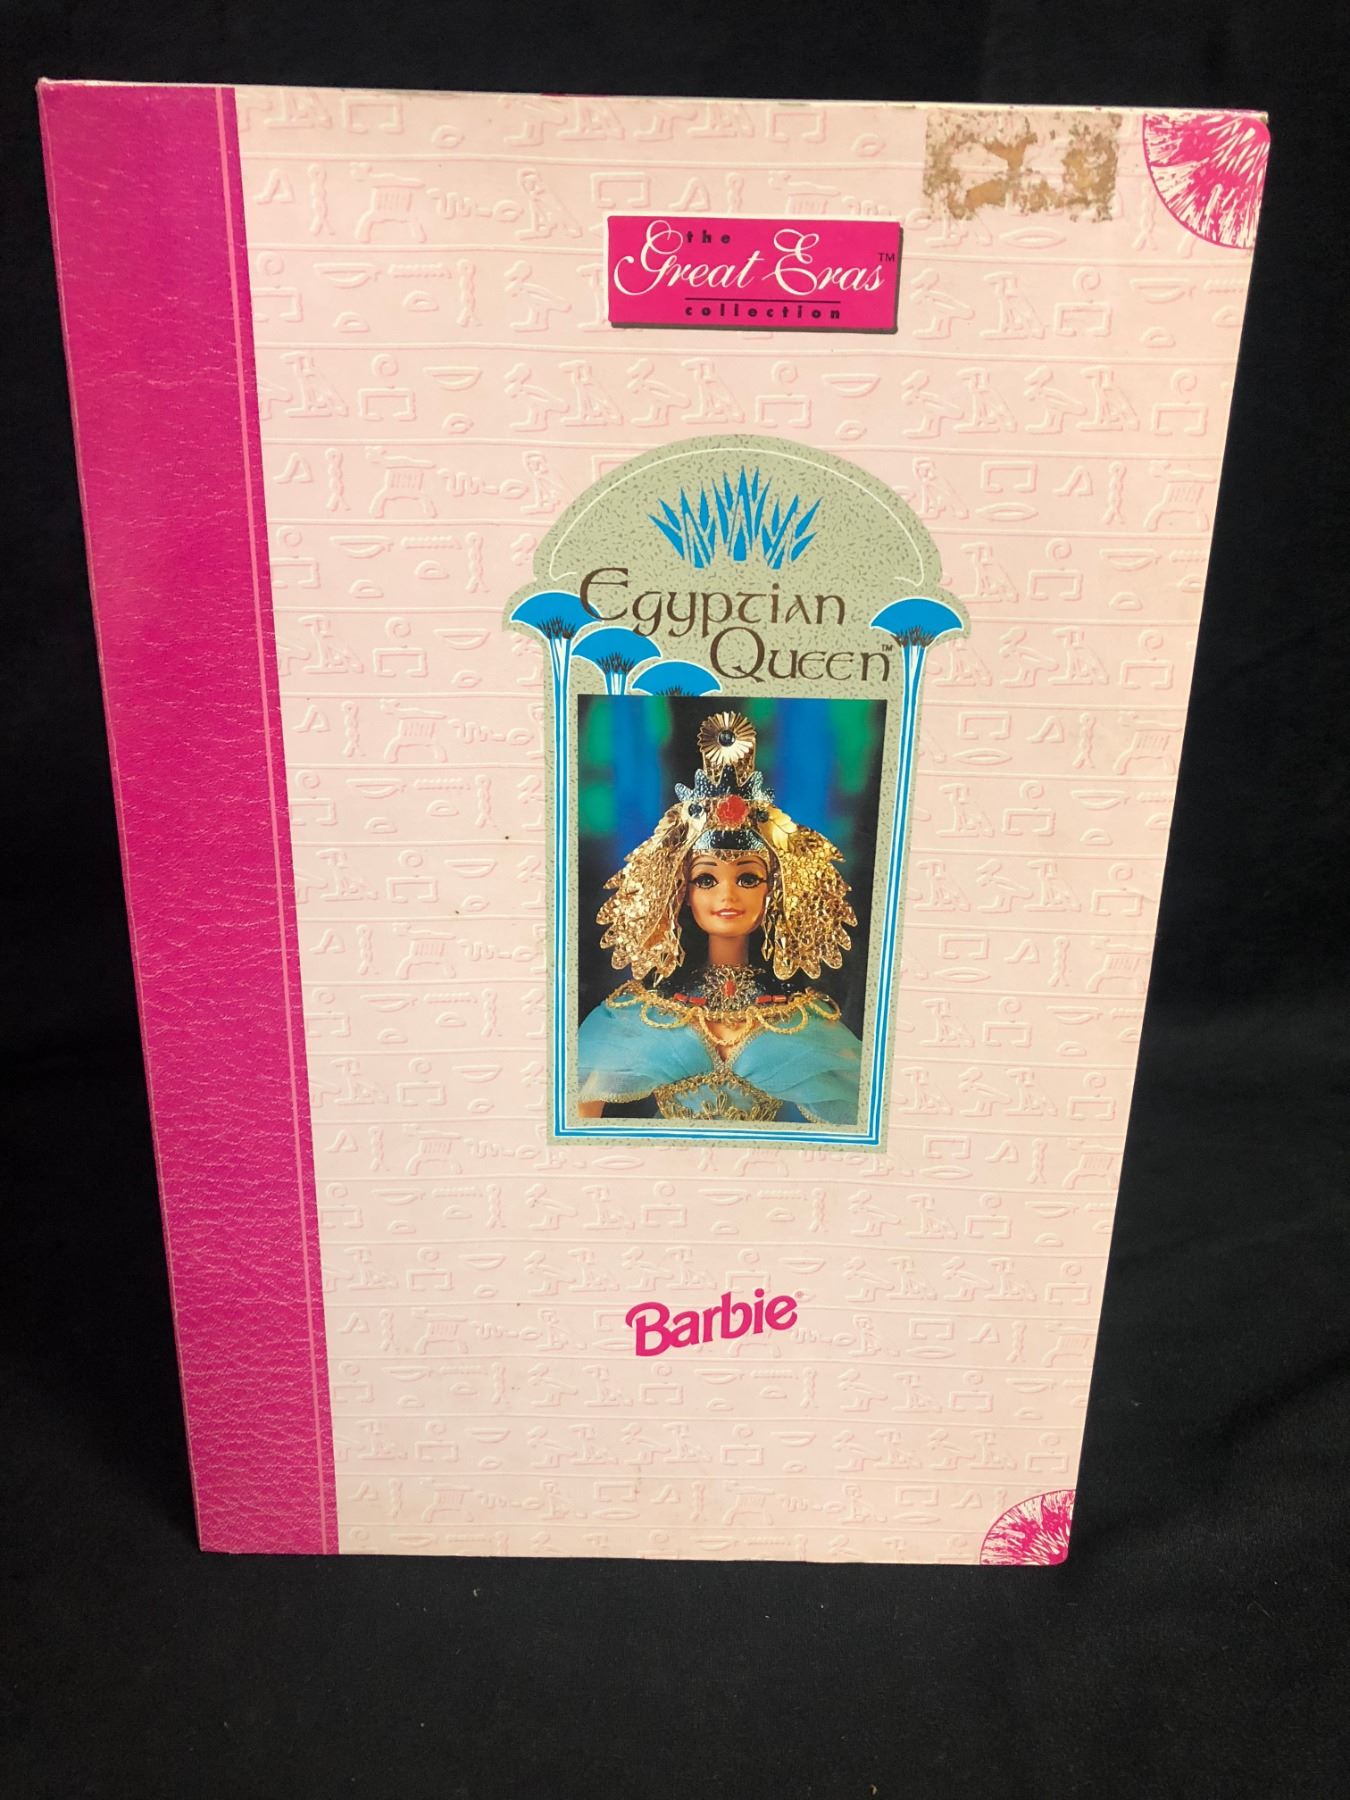 the
Great Eras™
collection
Egyptian
Queen™
Barbie®